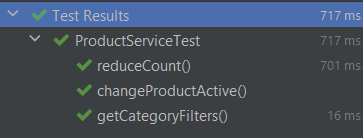 Test Results 717 ms
ProductServiceTest 717 ms
reduceCount() 701 ms
changeProductActive()
getCategoryFilters() 16 ms